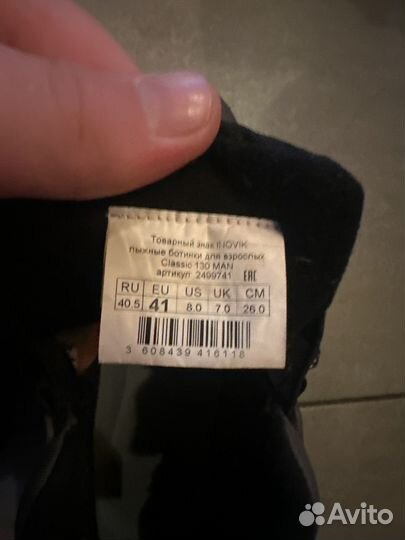 Товарный знак INOVIK
лыжные ботинки для взрослых
Classic 130 MAN
артикул 2499741 EAC
RU EU US UK CM
40.5 41 8.0 7.0 26.0
3 608439 416118
Avito